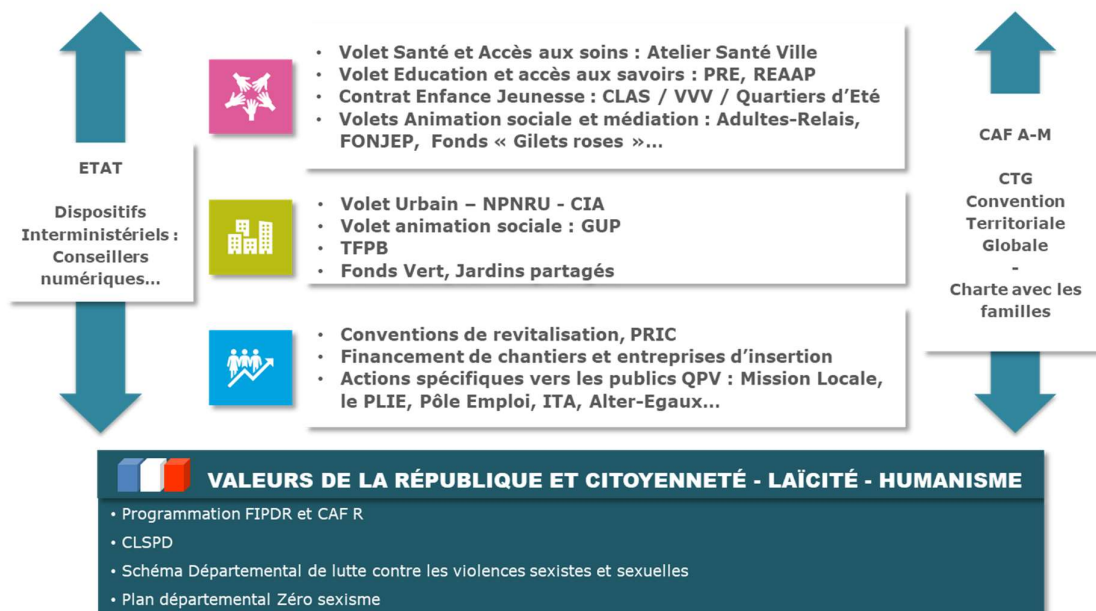 ETAT
Dispositifs
Interministériels :
Conseillers
numériques...
• Volet Santé et Accès aux soins : Atelier Santé Ville
• Volet Education et accès aux savoirs : PRE, REAAP
• Contrat Enfance Jeunesse : CLAS / VVV / Quartiers d'Eté
• Volets Animation sociale et médiation : Adultes-Relais,
FONJEP, Fonds « Gilets roses »...
• Volet Urbain – NPNRU - CIA
• Volet animation sociale : GUP
• TFPB
• Fonds Vert, Jardins partagés
• Conventions de revitalisation, PRIC
• Financement de chantiers et entreprises d'insertion
• Actions spécifiques vers les publics QPV : Mission Locale,
le PLIE, Pôle Emploi, ITA, Alter-Egaux...
CAF A-M
CTG
Convention
Territoriale
Globale
-
Charte avec les
familles
VALEURS DE LA RÉPUBLIQUE ET CITOYENNETÉ - LAÏCITÉ - HUMANISME
• Programmation FIPDR et CAF R
• CLSPD
• Schéma Départemental de lutte contre les violences sexistes et sexuelles
• Plan départemental Zéro sexisme